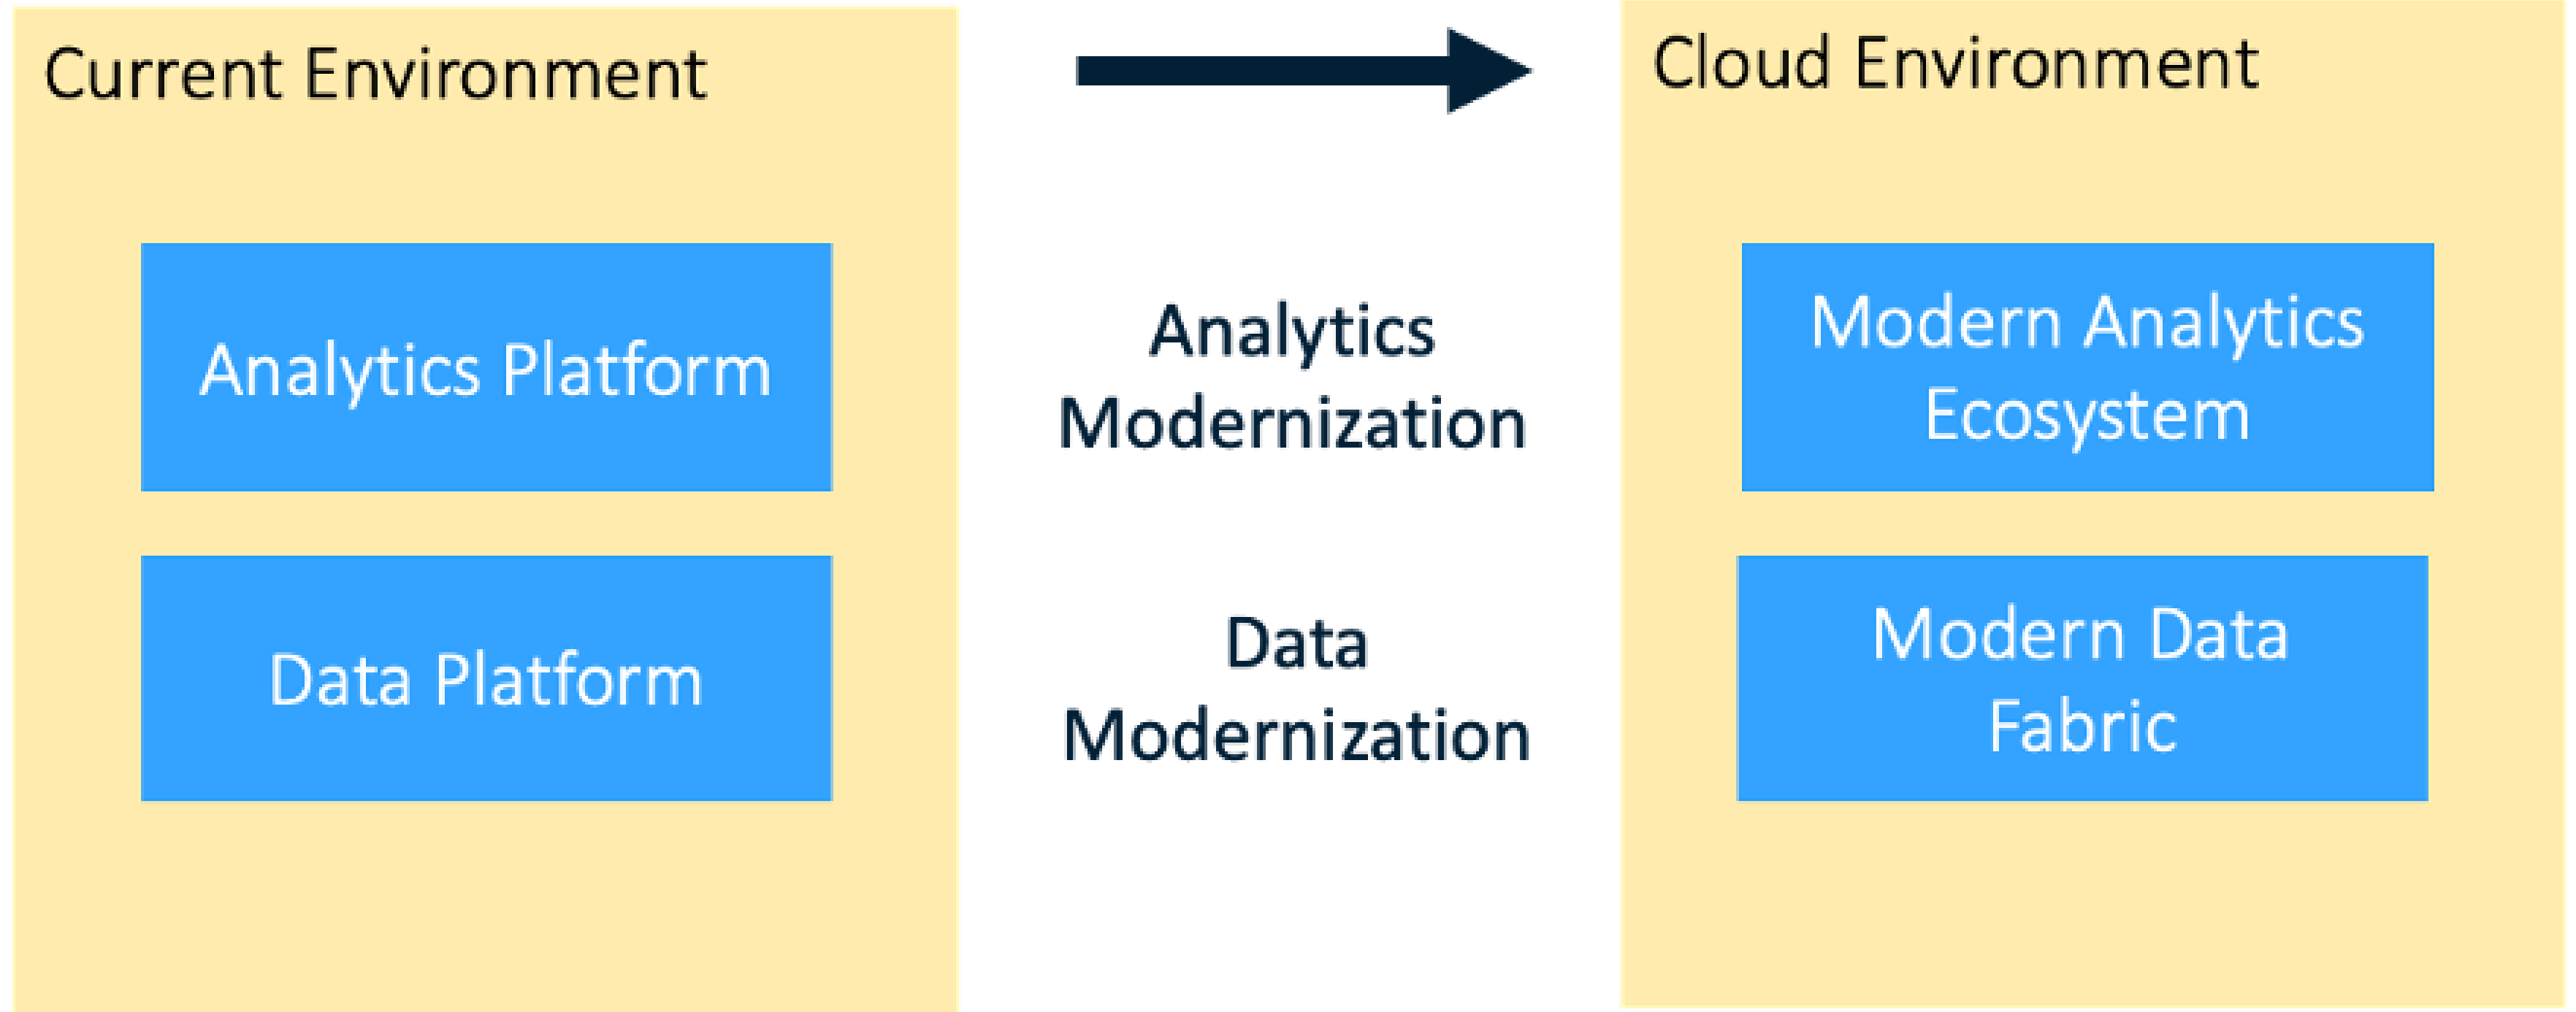 Current Environment
Analytics Platform
Data Platform
Analytics
Modernization
Data
Modernization
Cloud Environment
Modern Analytics
Ecosystem
Modern Data
Fabric